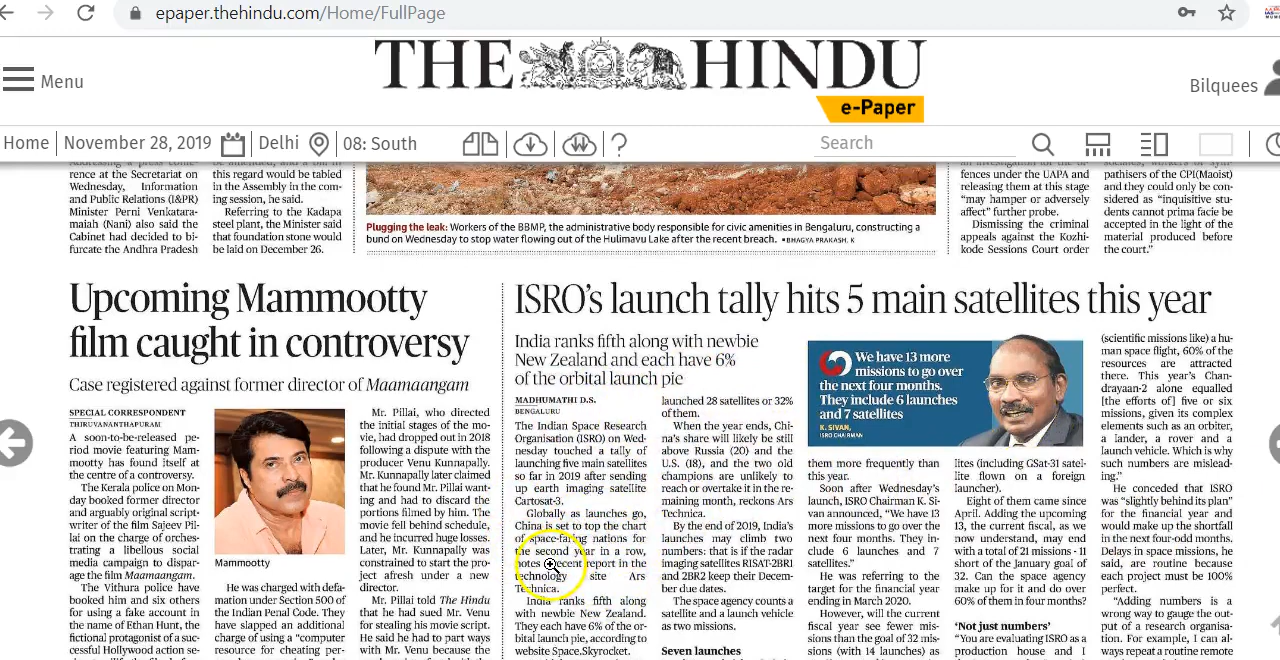 epaper.thehindu.com/Home/FullPage
Menu
THE HINDU
e-Paper
Bilquees
Home
November 28, 2019
Delhi
08: South
?
Search
rence at the Secretariat on
Wednesday, Information
and Public Relations (I&PR)
Minister Perni Venkatara-
maiah (Nani) also said the
Cabinet had decided to bi-
furcate the Andhra Pradesh
this regard would be tabled
in the Assembly in the com-
ing session, he said.
Referring to the Kadapa
steel plant, the Minister said
that foundation stone would
be laid on December 26.
Plugging the leak: Workers of the BBMP, the administrative body responsible for civic amenities in Bengaluru, constructing a
bund on Wednesday to stop water flowing out of the Hulimavu Lake after the recent breach. •BHAGYA PRAKASH. K
fences under the UAPA and
releasing them at this stage
"may hamper or adversely
affect" further probe.
Dismissing the criminal
appeals against the Kozhi-
kode Sessions Court order
pathisers of the CPI(Maoist)
and they could only be con-
sidered as "inquisitive stu-
dents cannot prima facie be
accepted in the light of the
material produced before
the court."
Upcoming Mammootty
film caught in controversy
Case registered against former director of Maamaangam
SPECIAL CORRESPONDENT
THIRUVANANTHAPURAM
A soon-to-be-released pe-
riod movie featuring Mam-
mootty has found itself at
the centre of a controversy.
The Kerala police on Mon-
day booked former director
and arguably original script-
writer of the film Sajeev Pil-
lai on the charge of orches-
trating a libellous social
media campaign to dispar-
age the film Maamangam.
The Vithura police have
booked him and six others
for using a fake account in
the name of Ethan Hunt, the
fictional protagonist of a suc-
cessful Hollywood action se-
Mammootty
He was charged with defa-
mation under Section 500 of
the Indian Penal Code. They
have slapped an additional
charge of using a "computer
resource for cheating per-
Mr. Pillai, who directed
the initial stages of the mo-
vie, had dropped out in 2018
following a dispute with the
producer Venu Kunnapally.
Mr. Kunnapally later claimed
that he found Mr. Pillai want-
ing and had to discard the
portions filmed by him. The
movie fell behind schedule,
and he incurred huge losses.
Later, Mr. Kunnapally was
constrained to start the pro-
ject afresh under a new
director.
Mr. Pillai told The Hindu
that he had sued Mr. Venu
for stealing his movie script.
He said he had to part ways
with Mr. Venu because the
ISRO's launch tally hits 5 main satellites this year
India ranks fifth along with newbie
New Zealand and each have 6%
of the orbital launch pie
MADHUMATHI D.S.
BENGALURU
The Indian Space Research
Organisation (ISRO) on Wed-
nesday touched a tally of
launching five main satellites
so far in 2019 after sending
up earth imaging satellite
Cartosat-3.
Globally as launches go,
China is set to top the chart
of space-faring nations for
the second year in a row,
notes a recent report in the
technology site Ars
Technica.
India ranks fifth along
with newbie New Zealand.
They each have 6% of the or-
bital launch pie, according to
website Space.Skyrocket.
launched 28 satellites or 32%
of them.
When the year ends, Chi-
na's share will likely be still
above Russia (20) and the
U.S. (18), and the two old
champions are unlikely to
reach or overtake it in the re-
maining month, reckons Ars
Technica.
By the end of 2019, India's
launches may climb two
numbers: that is if the radar
imaging satellites RISAT-2BR1
and 2BR2 keep their Decem-
ber due dates.
The space agency counts a
satellite and a launch vehicle
as two missions.
Seven launches
We have 13 more
missions to go over
the next four months.
They include 6 launches
and 7 satellites
K. SIVAN,
ISRO CHAIRMAN
them more frequently than
this year.
Soon after Wednesday's
launch, ISRO Chairman K. Si-
van announced, "We have 13
more missions to go over the
next four months. They in-
clude 6 launches and 7
satellites."
He was referring to the
target for the financial year
ending in March 2020.
However, will the current
fiscal year see fewer mis-
sions than the goal of 32 mis-
sions (with 14 launches) as
lites (including GSat-31 satel-
lite flown on a foreign
launcher).
Eight of them came since
April. Adding the upcoming
13, the current fiscal, as we
now understand, may end
with a total of 21 missions - 11
short of the January goal of
32. Can the space agency
make up for it and do over
60% of them in four months?
'Not just numbers'
"You are evaluating ISRO as a
(scientific missions like) a hu-
man space flight, 60% of the
resources are attracted
there. This year's Chan-
drayaan-2 alone equalled
[the efforts of] five or six
missions, given its complex
elements such as an orbiter,
a lander, a rover and a
launch vehicle. Which is why
such numbers are mislead-
ing."
He conceded that ISRO
was "slightly behind its plan"
for the financial year and
would make up the shortfall
in the next four-odd months.
Delays in space missions, he
said, are routine because
each project must be 100%
perfect.
"Adding numbers is a
wrong way to gauge the out-
put of a research organisa-
tion. For example, I can al-
ways repeat a routine remote